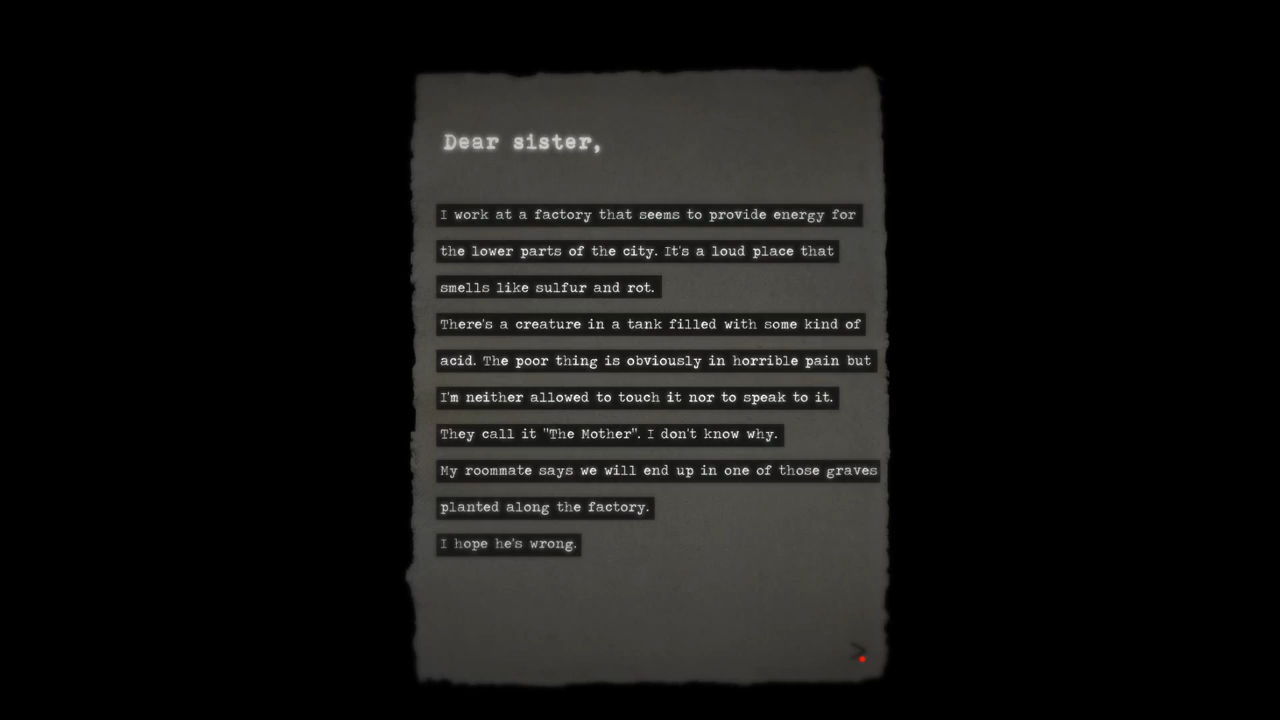 Dear sister,
I work at a factory that seems to provide energy for
the lower parts of the city. It's a loud place that
smells like sulfur and rot.
There's a creature in a tank filled with some kind of
acid. The poor thing is obviously in horrible pain but
I'm neither allowed to touch it nor to speak to it.
They call it "The Mother". I don't know why.
My roommate says we will end up in one of those graves
planted along the factory.
I hope he's wrong.
>